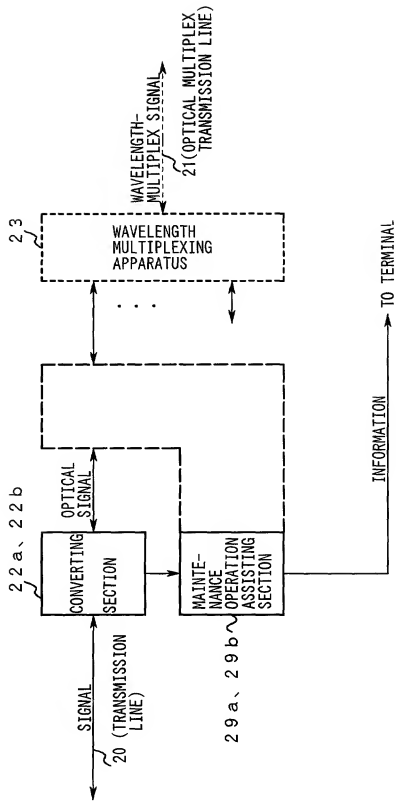 22a、22b
23
SIGNAL
CONVERTING
SECTION
OPTICAL
SIGNAL
WAVELENGTH
MULTIPLEXING
APPARATUS
WAVELENGTH-
MULTIPLEX SIGNAL
20 (TRANSMISSION
LINE)
. . .
21(OPTICAL MULTIPLEX
TRANSMISSION LINE)
MAINTE-
NANCE
OPERATION
ASSISTING
SECTION
29a、29b
INFORMATION
TO TERMINAL